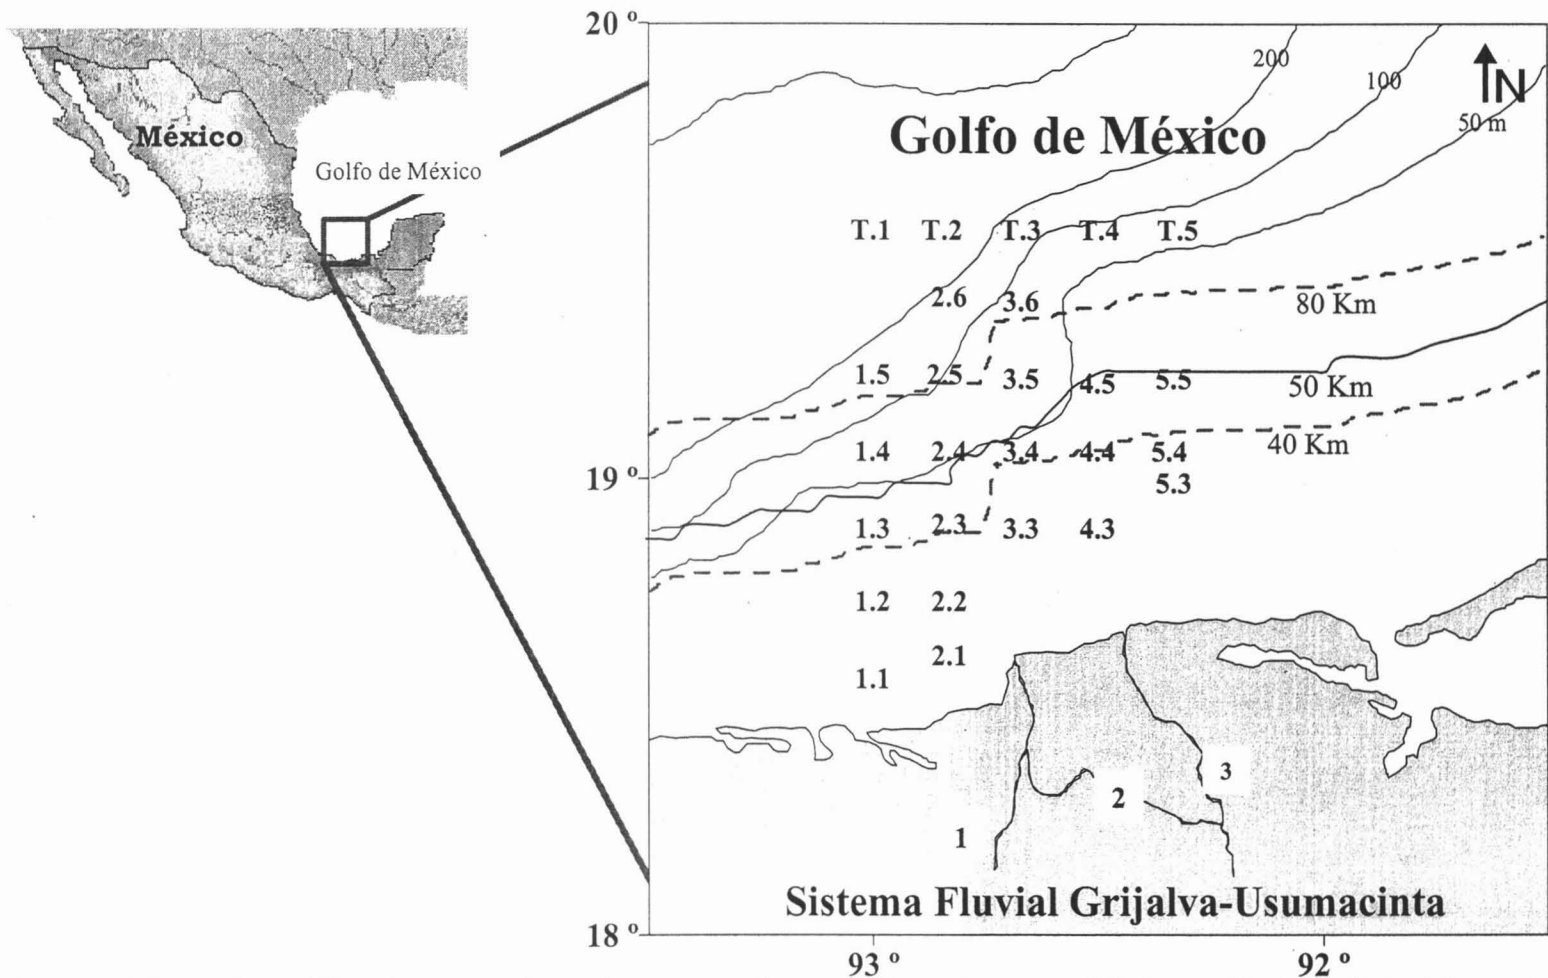 México
Golfo de México
20 º
19 º
18 º
93 º
92 º
200
100
50 m
N
Golfo de México
T.1 T.2 T.3 T.4 T.5
2.6 3.6
80 Km
1.5 2.5 3.5 4.5 5.5
50 Km
1.4 2.4 3.4 4.4 5.4
40 Km
5.3
1.3 2.3 3.3 4.3
1.2 2.2
2.1
1.1
3
2
1
Sistema Fluvial Grijalva-Usumacinta